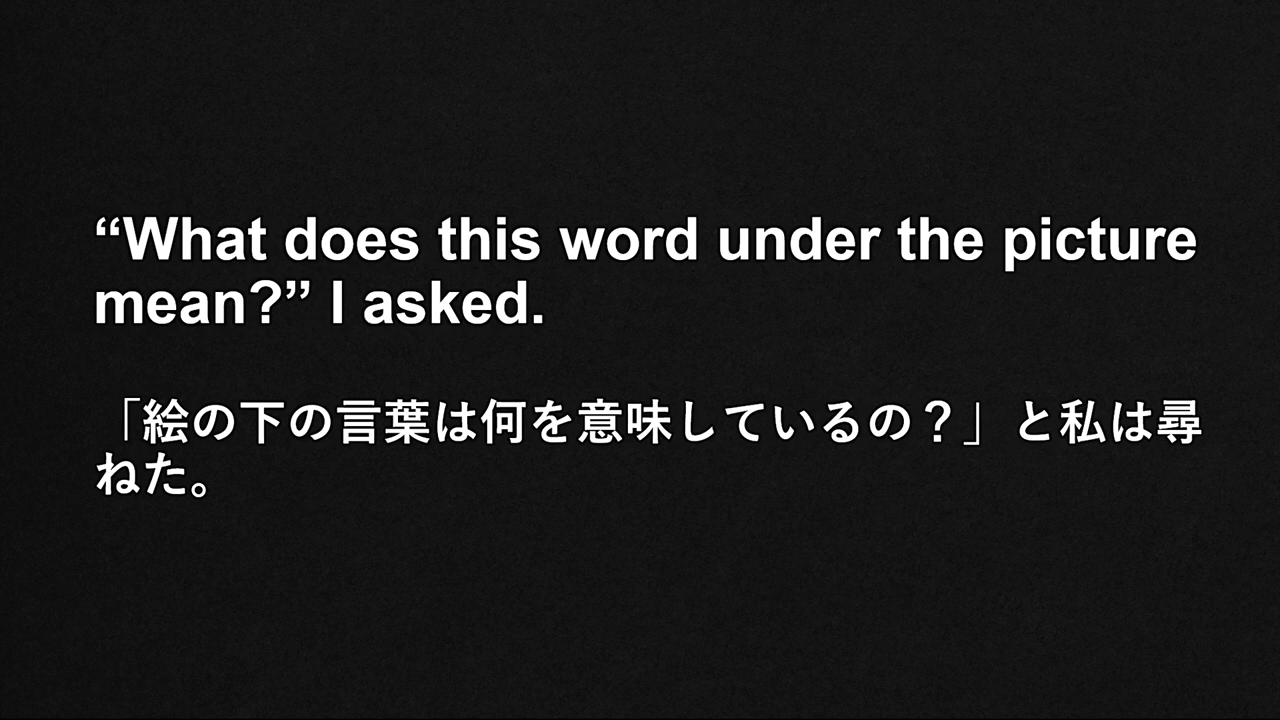 “What does this word under the picture
mean?” I asked.
「絵の下の言葉は何を意味しているの？」と私は尋
ねた。